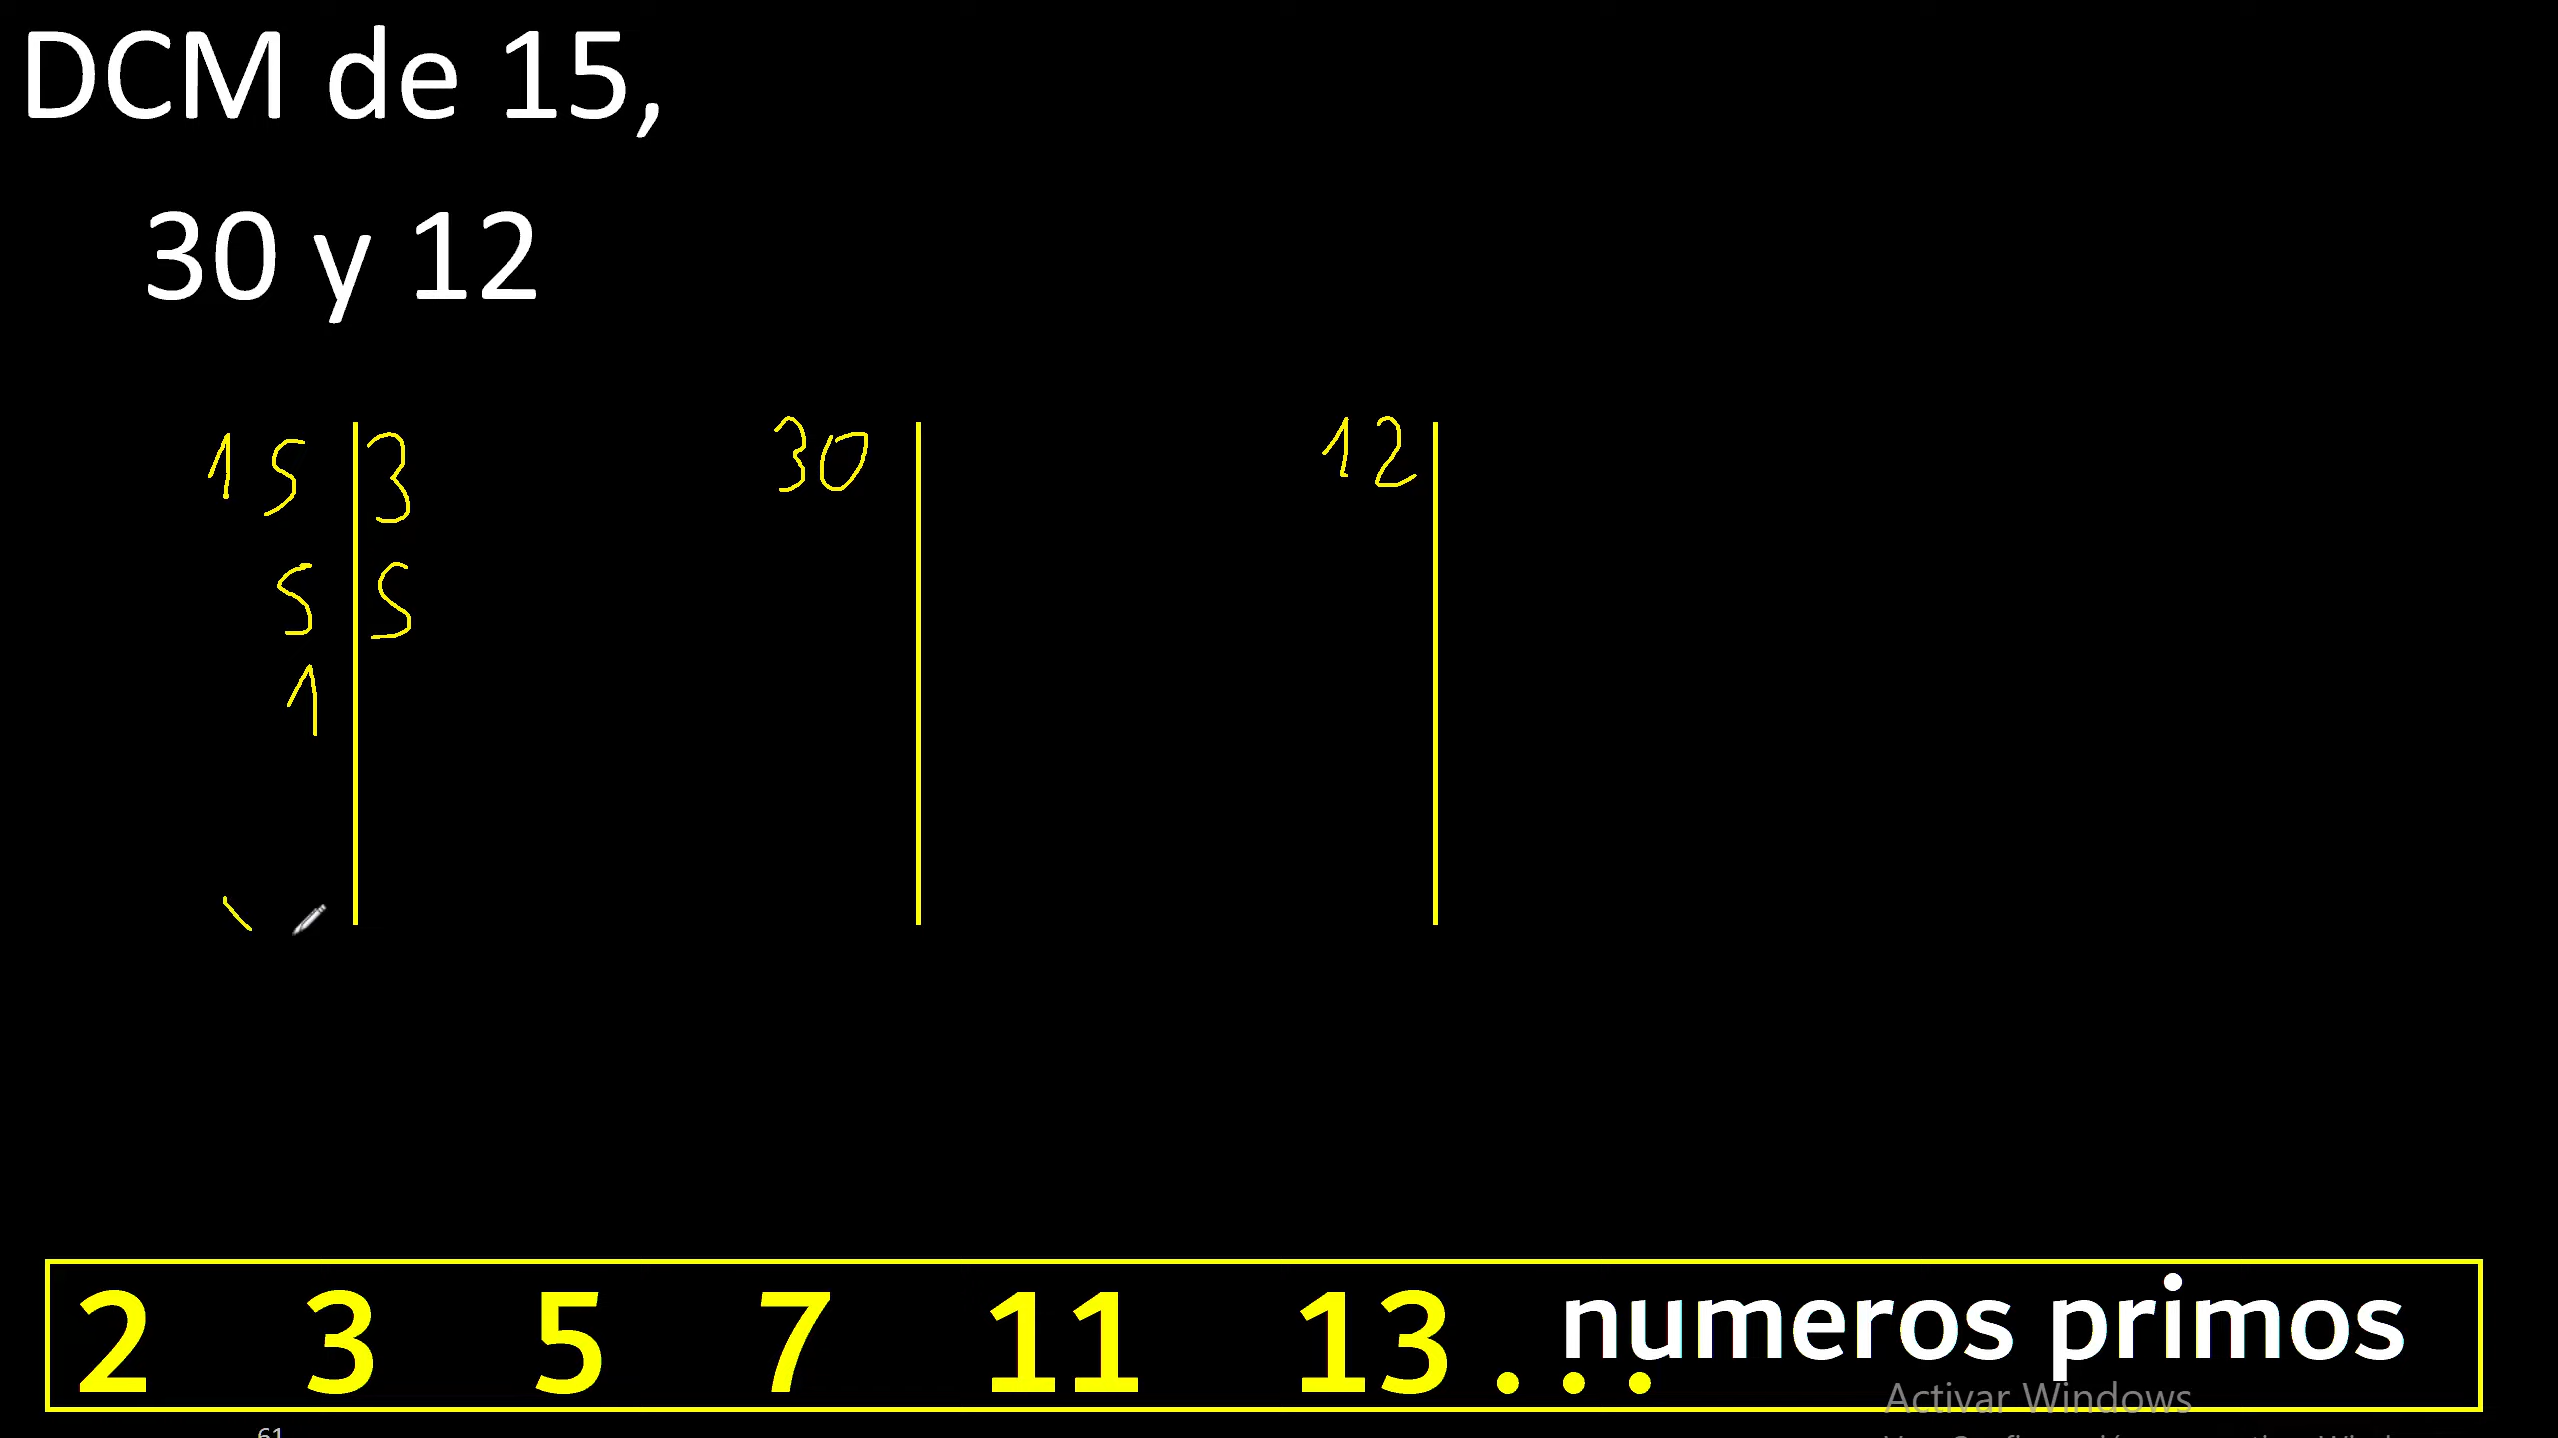 DCM de 15,
30 y 12
15 3
5 5
1
30
12
2 3 5 7 11 13 ... numeros primos
Activar Windows
61